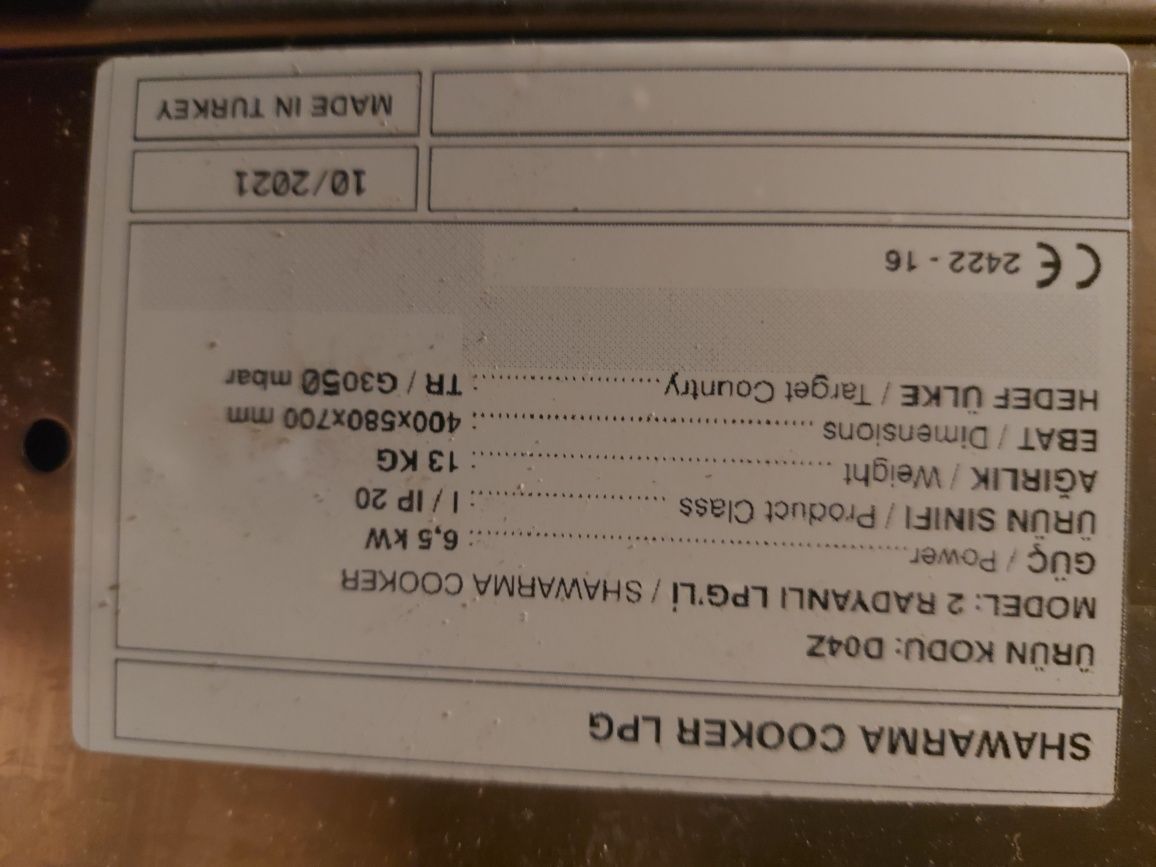 SHAWARMA COOKER LPG
ÜRÜN KODU: D04Z
MODEL: 2 RADYANLI LPG'Lİ / SHAWARMA COOKER
GÜÇ / Power..............................................: 6,5 kW
ÜRÜN SINIFI / Product Class ......................: I / IP 20
AĞIRLIK / Weight ......................................: 13 KG
EBAT / Dimensions ....................................: 400x580x700 mm
HEDEF ÜLKE / Target Country.....................: TR / G3050 mbar
CE 2422 - 16
10/2021
MADE IN TURKEY